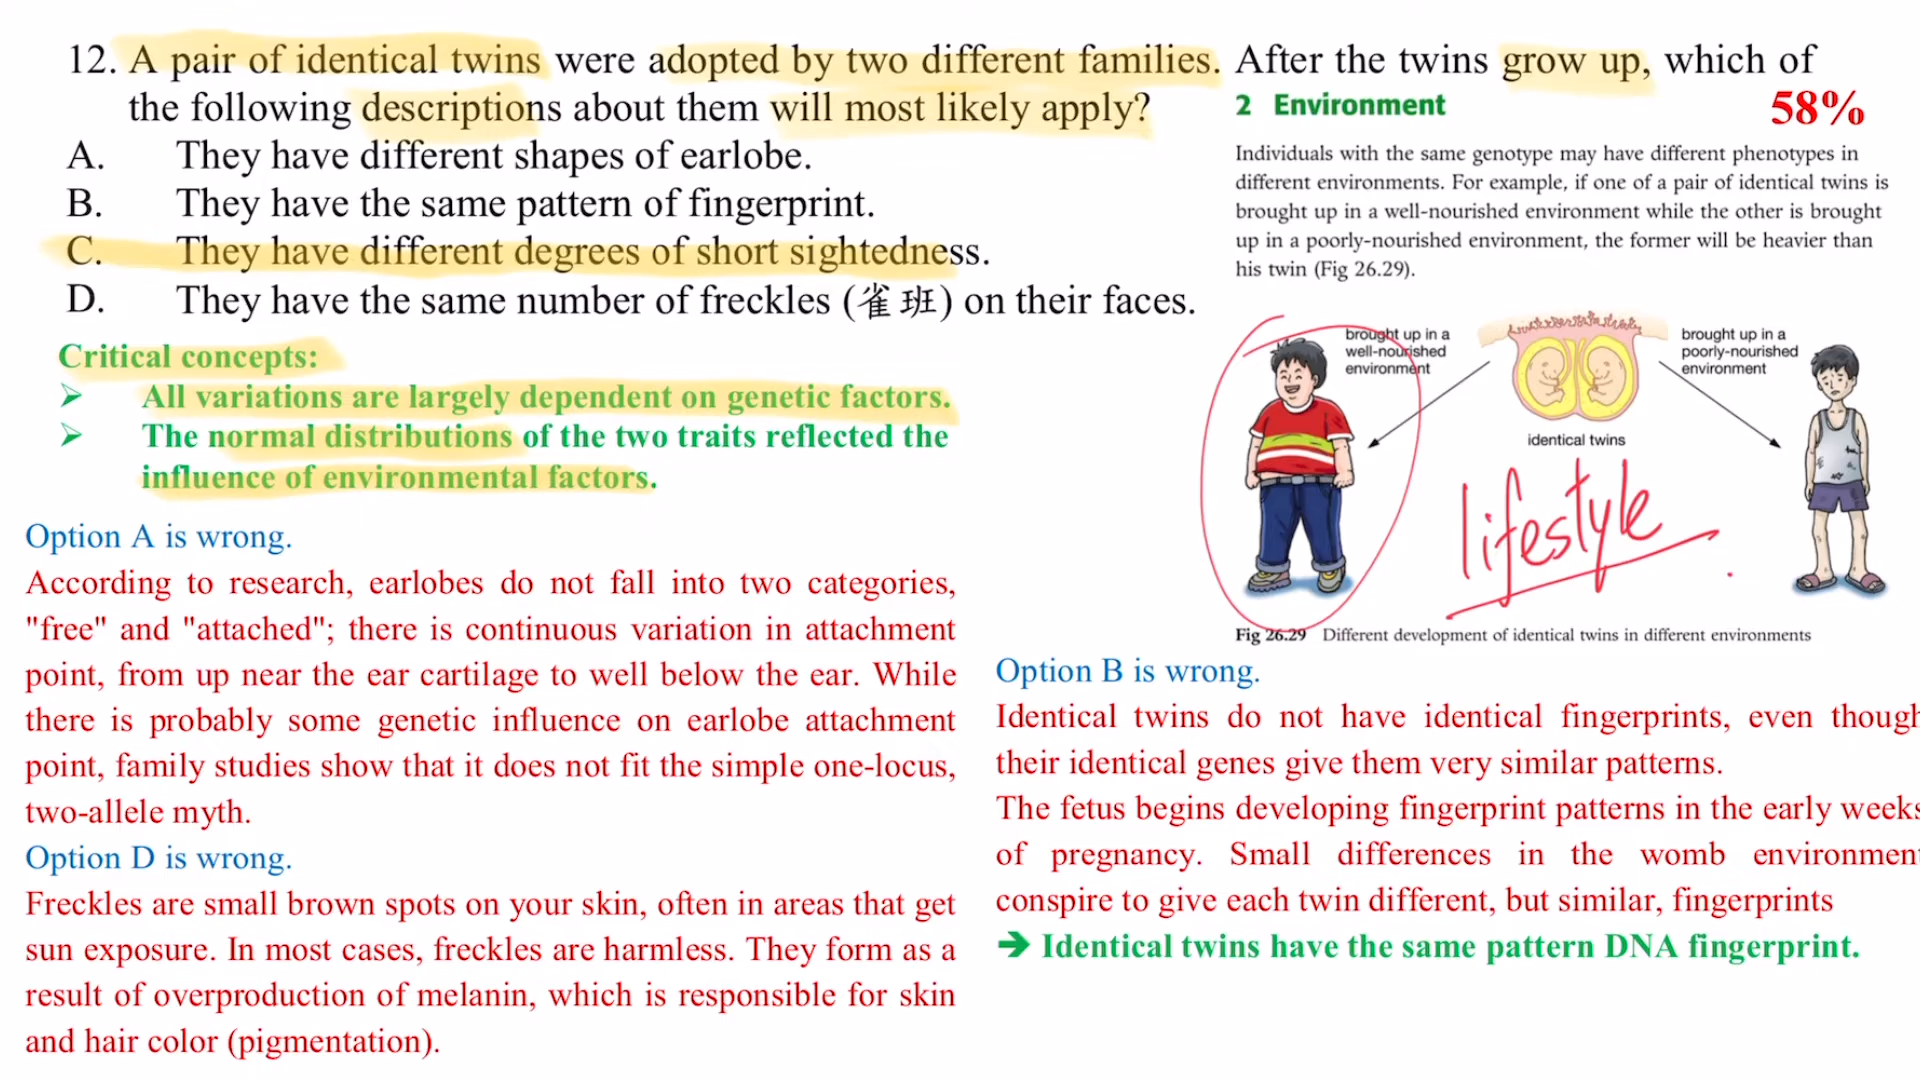 12. A pair of identical twins were adopted by two different families. After the twins grow up, which of
the following descriptions about them will most likely apply?
A. They have different shapes of earlobe.
B. They have the same pattern of fingerprint.
C. They have different degrees of short sightedness.
D. They have the same number of freckles (雀班) on their faces.
58%
2 Environment
Individuals with the same genotype may have different phenotypes in
different environments. For example, if one of a pair of identical twins is
brought up in a well-nourished environment while the other is brought
up in a poorly-nourished environment, the former will be heavier than
his twin (Fig 26.29).
brought up in a
well-nourished
environment
identical twins
brought up in a
poorly-nourished
environment
lifestyle
Fig 26.29 Different development of identical twins in different environments
Critical concepts:
➢ All variations are largely dependent on genetic factors.
➢ The normal distributions of the two traits reflected the
influence of environmental factors.
Option A is wrong.
According to research, earlobes do not fall into two categories,
"free" and "attached"; there is continuous variation in attachment
point, from up near the ear cartilage to well below the ear. While
there is probably some genetic influence on earlobe attachment
point, family studies show that it does not fit the simple one-locus,
two-allele myth.
Option D is wrong.
Freckles are small brown spots on your skin, often in areas that get
sun exposure. In most cases, freckles are harmless. They form as a
result of overproduction of melanin, which is responsible for skin
and hair color (pigmentation).
Option B is wrong.
Identical twins do not have identical fingerprints, even though
their identical genes give them very similar patterns.
The fetus begins developing fingerprint patterns in the early weeks
of pregnancy. Small differences in the womb environment
conspire to give each twin different, but similar, fingerprints
➔ Identical twins have the same pattern DNA fingerprint.